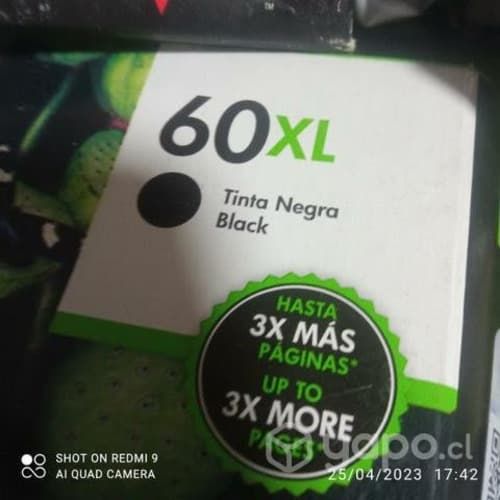 60XL
Tinta Negra
Black
HASTA
3X MÁS
PÁGINAS*
UP TO
3X MORE
PAGES*
yapo.cl
SHOT ON REDMI 9
AI QUAD CAMERA
25/04/2023 17:42